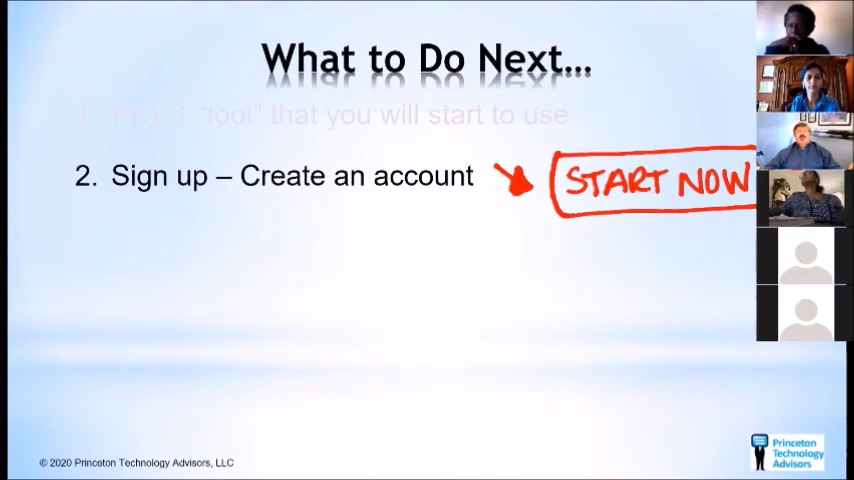 What to Do Next...
1. Pick 1 "tool" that you will start to use
2. Sign up – Create an account
START NOW
© 2020 Princeton Technology Advisors, LLC
Princeton
Technology
Advisors